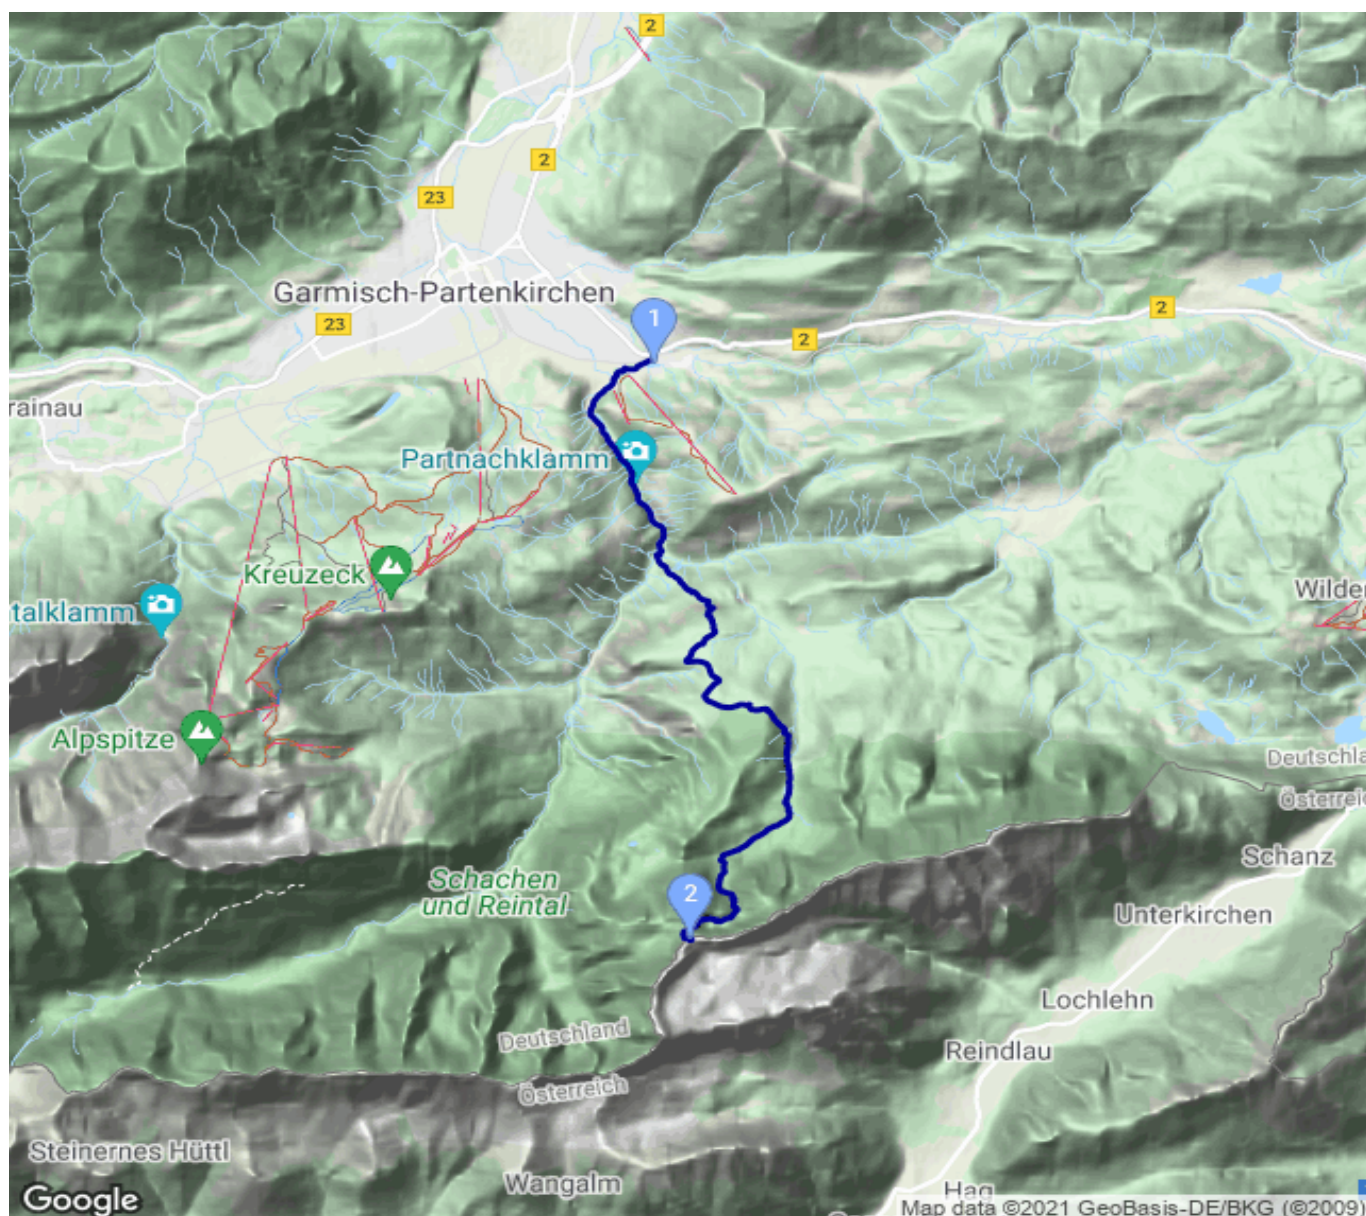 2
2
23
Garmisch-Partenkirchen
23
1
2
2
rainau
Partnachklamm
Kreuzeck
talklamm
Wilder
Alpspitze
Deutschla
Österreic
Schanz
Schachen
und Reintal
2
Unterkirchen
Lochlehn
Deutschland
Reindlau
Österreich
Steinernes Hüttl
Wangalm
Hag
Google
Map data ©2021 GeoBasis-DE/BKG (©2009)